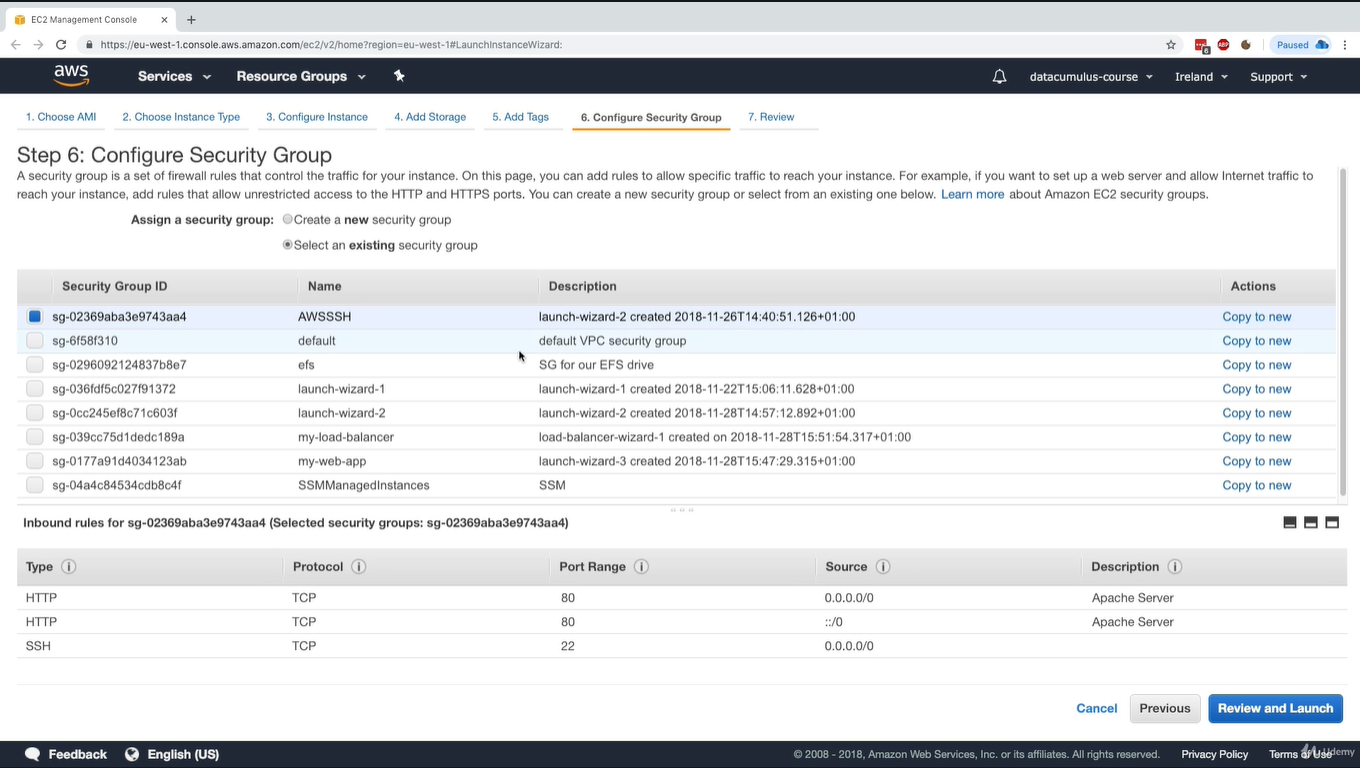 EC2 Management Console
https://eu-west-1.console.aws.amazon.com/ec2/v2/home?region=eu-west-1#LaunchInstanceWizard:
6
ABP
Paused
aws
Services
Resource Groups
datacumulus-course
Ireland
Support
1. Choose AMI
2. Choose Instance Type
3. Configure Instance
4. Add Storage
5. Add Tags
6. Configure Security Group
7. Review
Step 6: Configure Security Group
A security group is a set of firewall rules that control the traffic for your instance. On this page, you can add rules to allow specific traffic to reach your instance. For example, if you want to set up a web server and allow Internet traffic to
reach your instance, add rules that allow unrestricted access to the HTTP and HTTPS ports. You can create a new security group or select from an existing one below. Learn more about Amazon EC2 security groups.
Assign a security group: Create a new security group
Select an existing security group
Security Group ID Name Description Actions
sg-02369aba3e9743aa4 AWSSSH launch-wizard-2 created 2018-11-26T14:40:51.126+01:00 Copy to new
sg-6f58f310 default default VPC security group Copy to new
sg-0296092124837b8e7 efs SG for our EFS drive Copy to new
sg-036fdf5c027f91372 launch-wizard-1 launch-wizard-1 created 2018-11-22T15:06:11.628+01:00 Copy to new
sg-0cc245ef8c71c603f launch-wizard-2 launch-wizard-2 created 2018-11-28T14:57:12.892+01:00 Copy to new
sg-039cc75d1dedc189a my-load-balancer load-balancer-wizard-1 created on 2018-11-28T15:51:54.317+01:00 Copy to new
sg-0177a91d4034123ab my-web-app launch-wizard-3 created 2018-11-28T15:47:29.315+01:00 Copy to new
sg-04a4c84534cdb8c4f SSMManagedInstances SSM Copy to new
Inbound rules for sg-02369aba3e9743aa4 (Selected security groups: sg-02369aba3e9743aa4)
Type Protocol Port Range Source Description
HTTP TCP 80 0.0.0.0/0 Apache Server
HTTP TCP 80 ::/0 Apache Server
SSH TCP 22 0.0.0.0/0
Cancel Previous Review and Launch
Feedback English (US)
© 2008 - 2018, Amazon Web Services, Inc. or its affiliates. All rights reserved. Privacy Policy Terms of Use
Udemy